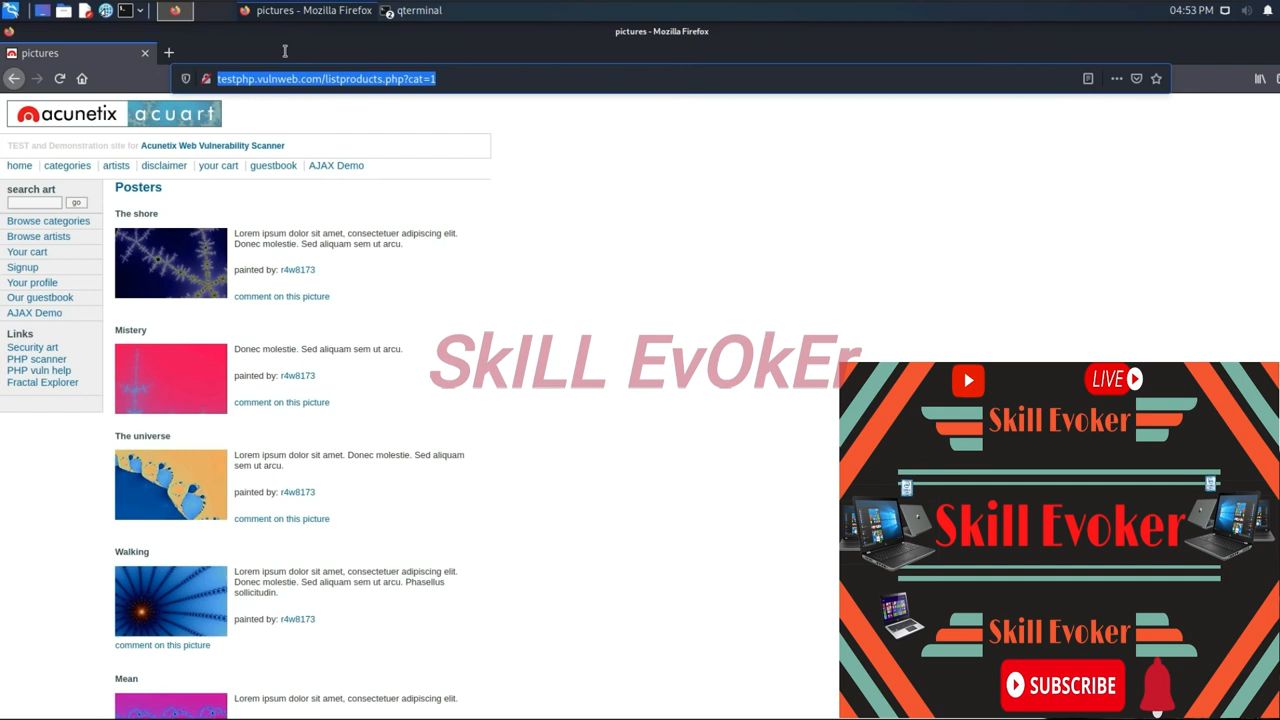 pictures - Mozilla Firefox
qterminal
04:53 PM
pictures - Mozilla Firefox
pictures
testphp.vulnweb.com/listproducts.php?cat=1
acunetix acuart
TEST and Demonstration site for Acunetix Web Vulnerability Scanner
home | categories | artists | disclaimer | your cart | guestbook | AJAX Demo
search art
go
Browse categories
Browse artists
Your cart
Signup
Your profile
Our guestbook
AJAX Demo
Links
Security art
PHP scanner
PHP vuln help
Fractal Explorer
Posters
The shore
Lorem ipsum dolor sit amet, consectetuer adipiscing elit.
Donec molestie. Sed aliquam sem ut arcu.
painted by: r4w8173
comment on this picture
Mistery
Donec molestie. Sed aliquam sem ut arcu.
painted by: r4w8173
comment on this picture
The universe
Lorem ipsum dolor sit amet. Donec molestie. Sed aliquam
sem ut arcu.
painted by: r4w8173
comment on this picture
Walking
Lorem ipsum dolor sit amet, consectetuer adipiscing elit.
Donec molestie. Sed aliquam sem ut arcu. Phasellus
sollicitudin.
painted by: r4w8173
comment on this picture
Mean
Lorem ipsum dolor sit amet, consectetuer adipiscing elit.
SkILL EvOkEr
LIVE
Skill Evoker
Skill Evoker
Skill Evoker
SUBSCRIBE